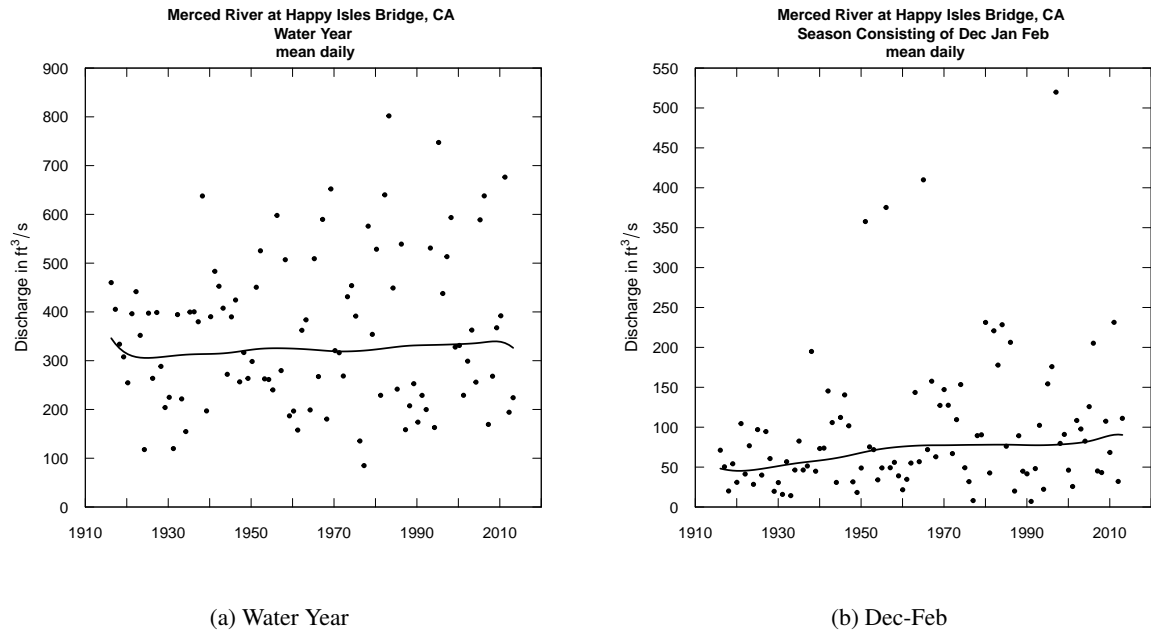 Merced River at Happy Isles Bridge, CA
Water Year
mean daily
900
800
700
600
500
400
300
200
100
0
Discharge in ft³/s
1910 1930 1950 1970 1990 2010
(a) Water Year
Merced River at Happy Isles Bridge, CA
Season Consisting of Dec Jan Feb
mean daily
550
500
450
400
350
300
250
200
150
100
50
0
Discharge in ft³/s
1910 1930 1950 1970 1990 2010
(b) Dec-Feb